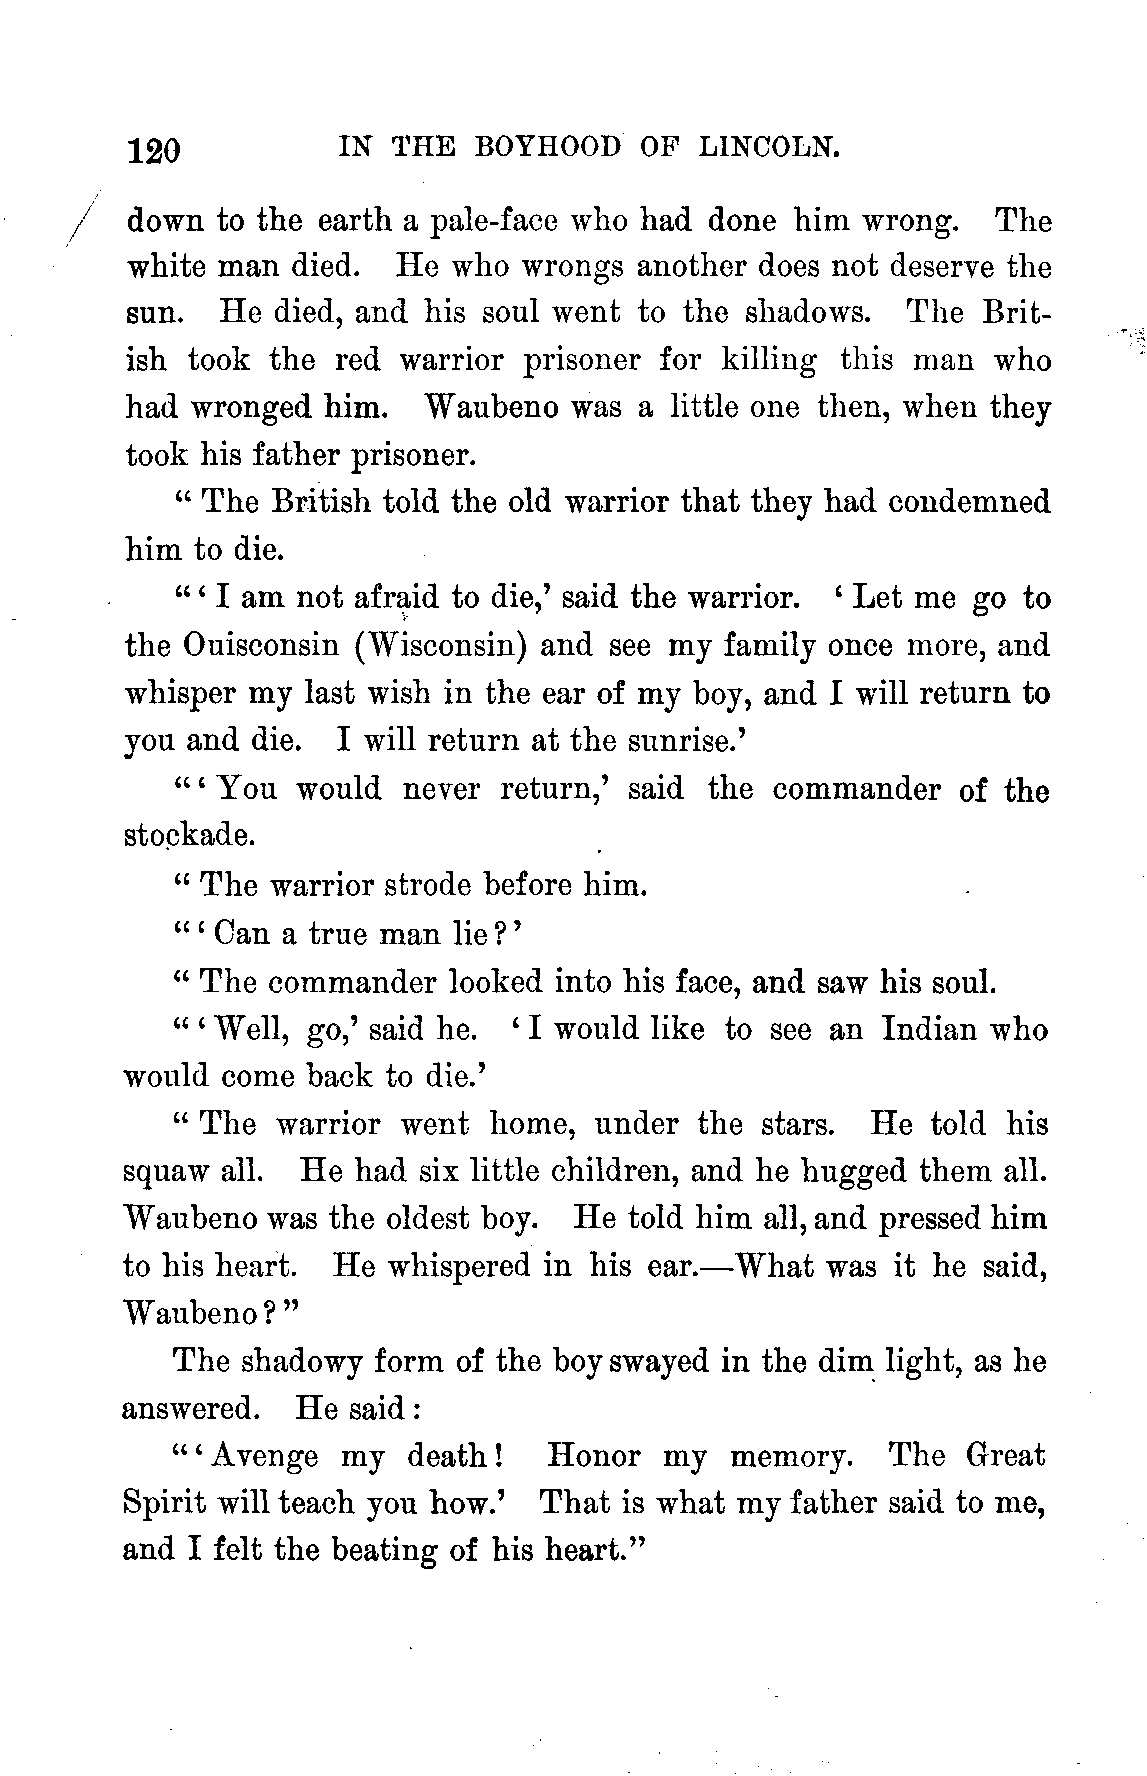 120 IN THE BOYHOOD OF LINCOLN.
down to the earth a pale-face who had done him wrong. The
white man died. He who wrongs another does not deserve the
sun. He died, and his soul went to the shadows. The Brit-
ish took the red warrior prisoner for killing this man who
had wronged him. Waubeno was a little one then, when they
took his father prisoner.
“ The British told the old warrior that they had condemned
him to die.
“ ‘ I am not afraid to die,’ said the warrior. ‘ Let me go to
the Ouisconsin (Wisconsin) and see my family once more, and
whisper my last wish in the ear of my boy, and I will return to
you and die. I will return at the sunrise.’
“ ‘ You would never return,’ said the commander of the
stockade.
“ The warrior strode before him.
“ ‘ Can a true man lie ? ’
“ The commander looked into his face, and saw his soul.
“ ‘ Well, go,’ said he. ‘ I would like to see an Indian who
would come back to die.’
“ The warrior went home, under the stars. He told his
squaw all. He had six little children, and he hugged them all.
Waubeno was the oldest boy. He told him all, and pressed him
to his heart. He whispered in his ear.—What was it he said,
Waubeno ? ”
The shadowy form of the boy swayed in the dim light, as he
answered. He said :
“ ‘ Avenge my death ! Honor my memory. The Great
Spirit will teach you how.’ That is what my father said to me,
and I felt the beating of his heart.”